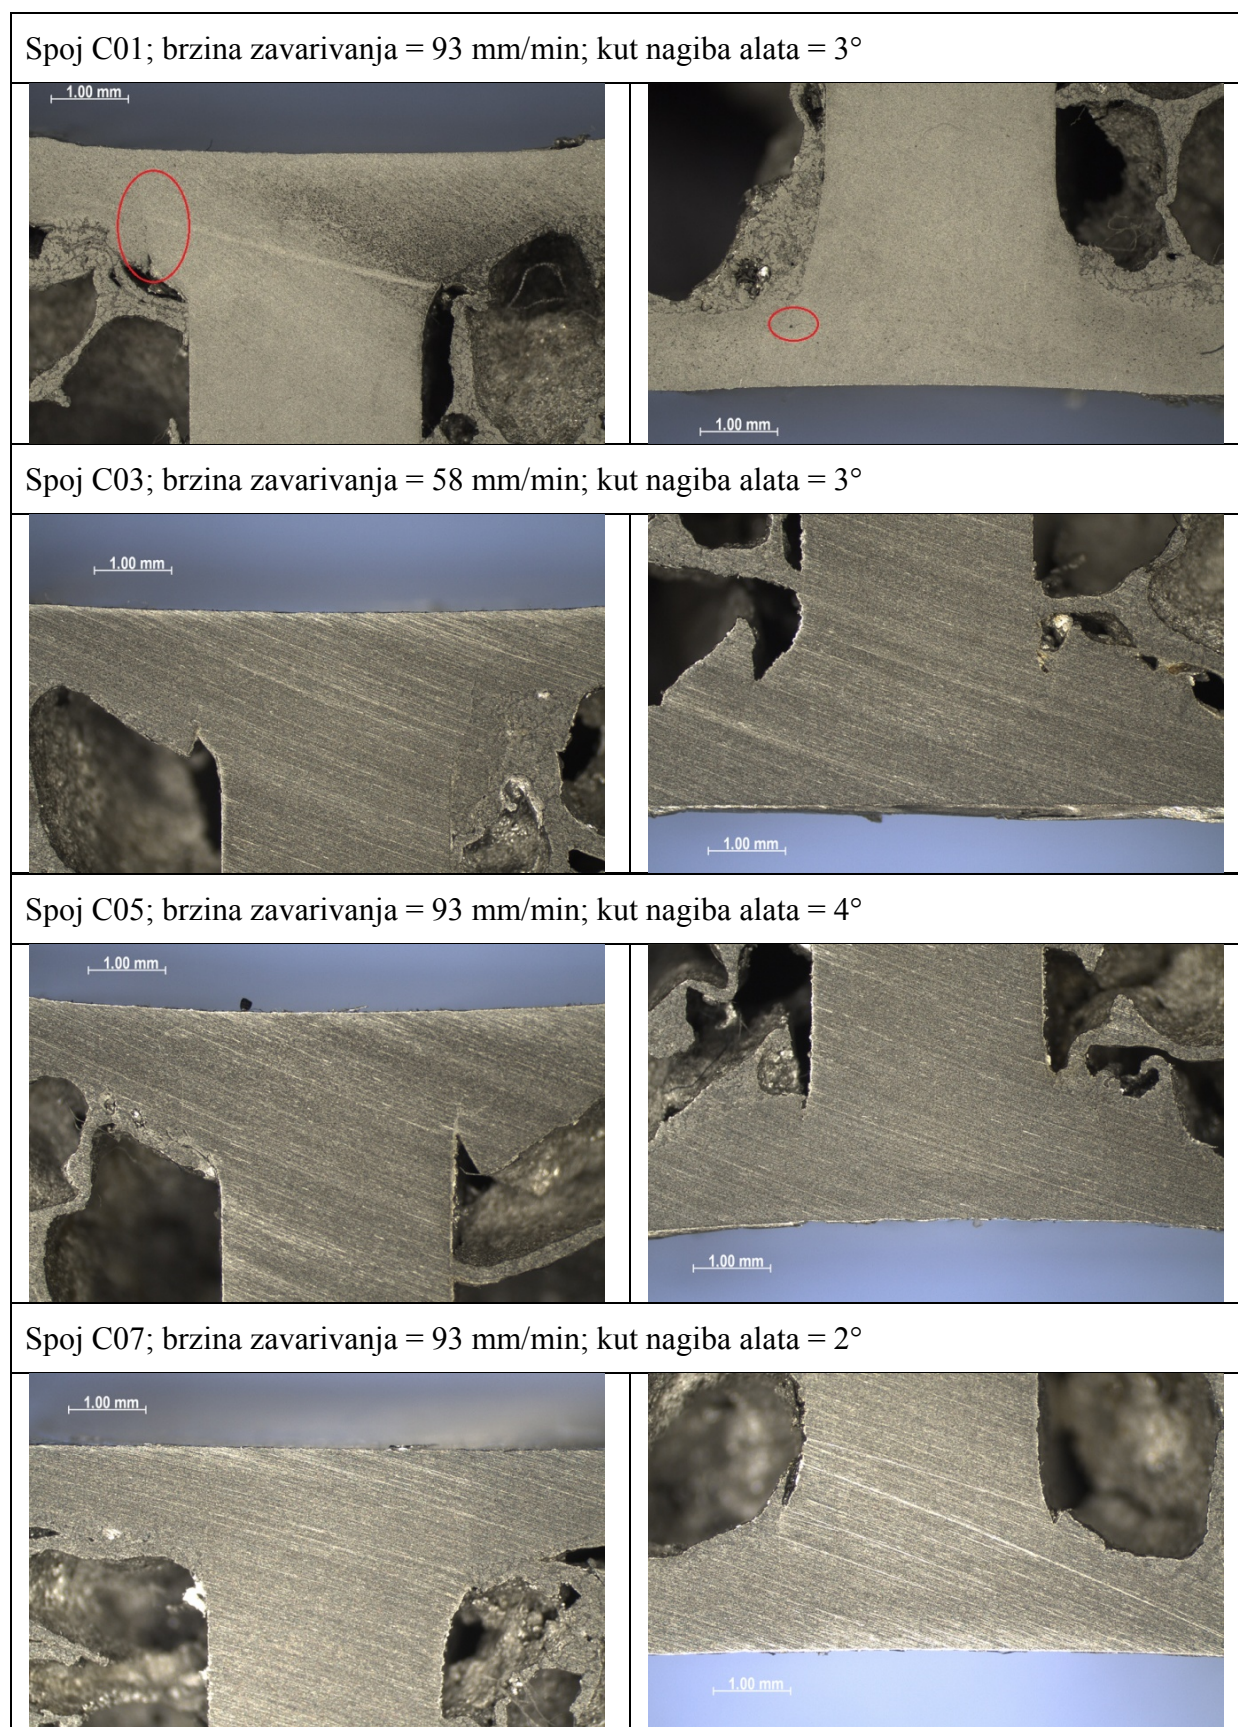 Spoj C01; brzina zavarivanja = 93 mm/min; kut nagiba alata = 3°
1.00 mm
1.00 mm
Spoj C03; brzina zavarivanja = 58 mm/min; kut nagiba alata = 3°
1.00 mm
1.00 mm
Spoj C05; brzina zavarivanja = 93 mm/min; kut nagiba alata = 4°
1.00 mm
1.00 mm
Spoj C07; brzina zavarivanja = 93 mm/min; kut nagiba alata = 2°
1.00 mm
1.00 mm